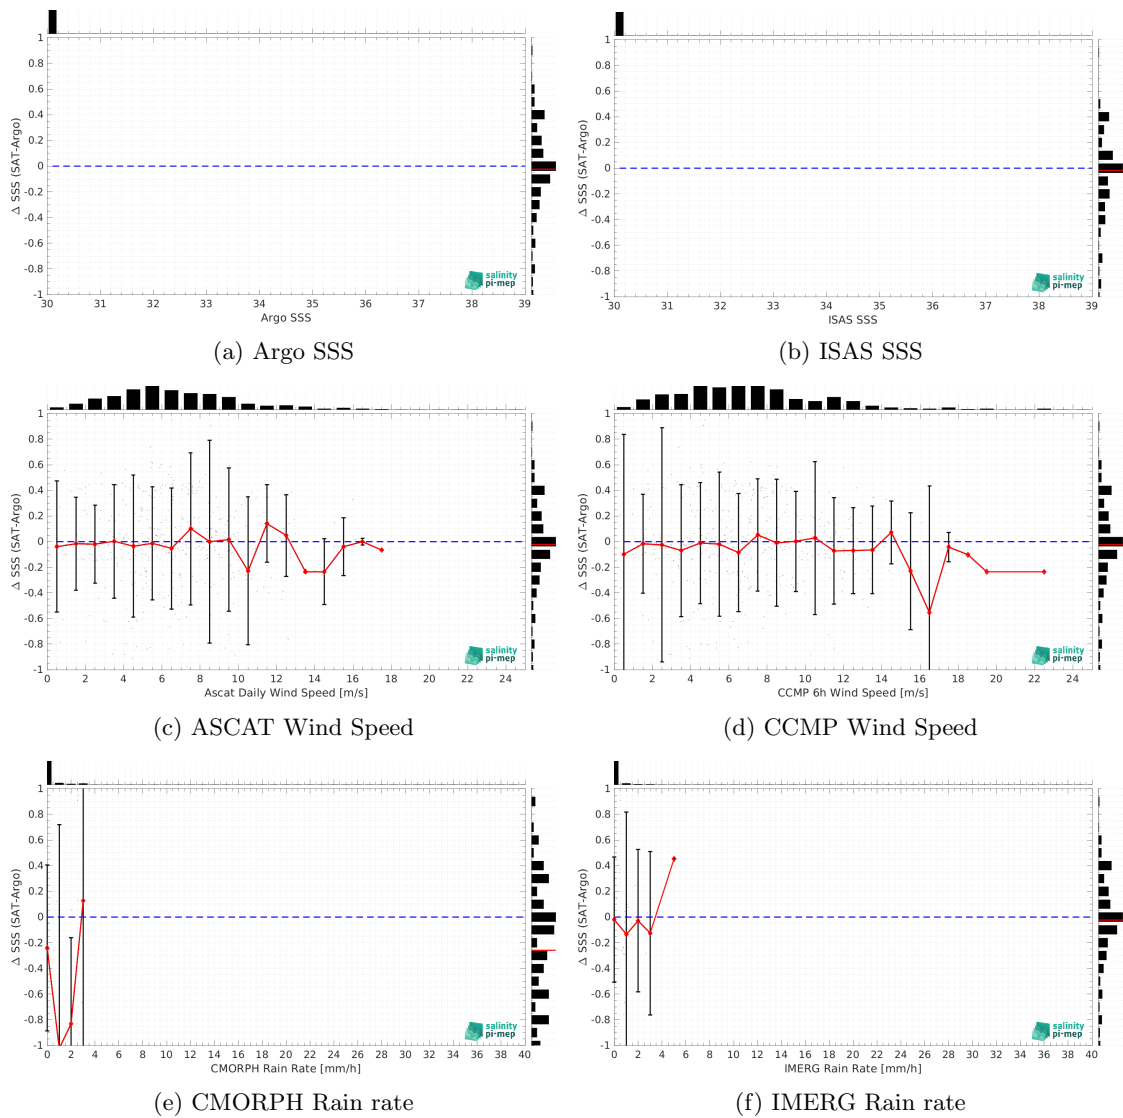 1
0.8
0.6
0.4
0.2
0
-0.2
-0.4
-0.6
-0.8
-1
Δ SSS (SAT-Argo)
30 31 32 33 34 35 36 37 38 39
Argo SSS
salinity
pi-mep
(a) Argo SSS
1
0.8
0.6
0.4
0.2
0
-0.2
-0.4
-0.6
-0.8
-1
Δ SSS (SAT-Argo)
30 31 32 33 34 35 36 37 38 39
ISAS SSS
salinity
pi-mep
(b) ISAS SSS
1
0.8
0.6
0.4
0.2
0
-0.2
-0.4
-0.6
-0.8
-1
Δ SSS (SAT-Argo)
0 2 4 6 8 10 12 14 16 18 20 22 24
Ascat Daily Wind Speed [m/s]
salinity
pi-mep
(c) ASCAT Wind Speed
1
0.8
0.6
0.4
0.2
0
-0.2
-0.4
-0.6
-0.8
-1
Δ SSS (SAT-Argo)
0 2 4 6 8 10 12 14 16 18 20 22 24
CCMP 6h Wind Speed [m/s]
salinity
pi-mep
(d) CCMP Wind Speed
1
0.8
0.6
0.4
0.2
0
-0.2
-0.4
-0.6
-0.8
-1
Δ SSS (SAT-Argo)
0 2 4 6 8 10 12 14 16 18 20 22 24 26 28 30 32 34 36 38 40
CMORPH Rain Rate [mm/h]
salinity
pi-mep
(e) CMORPH Rain rate
1
0.8
0.6
0.4
0.2
0
-0.2
-0.4
-0.6
-0.8
-1
Δ SSS (SAT-Argo)
0 2 4 6 8 10 12 14 16 18 20 22 24 26 28 30 32 34 36 38 40
IMERG Rain Rate [mm/h]
salinity
pi-mep
(f) IMERG Rain rate